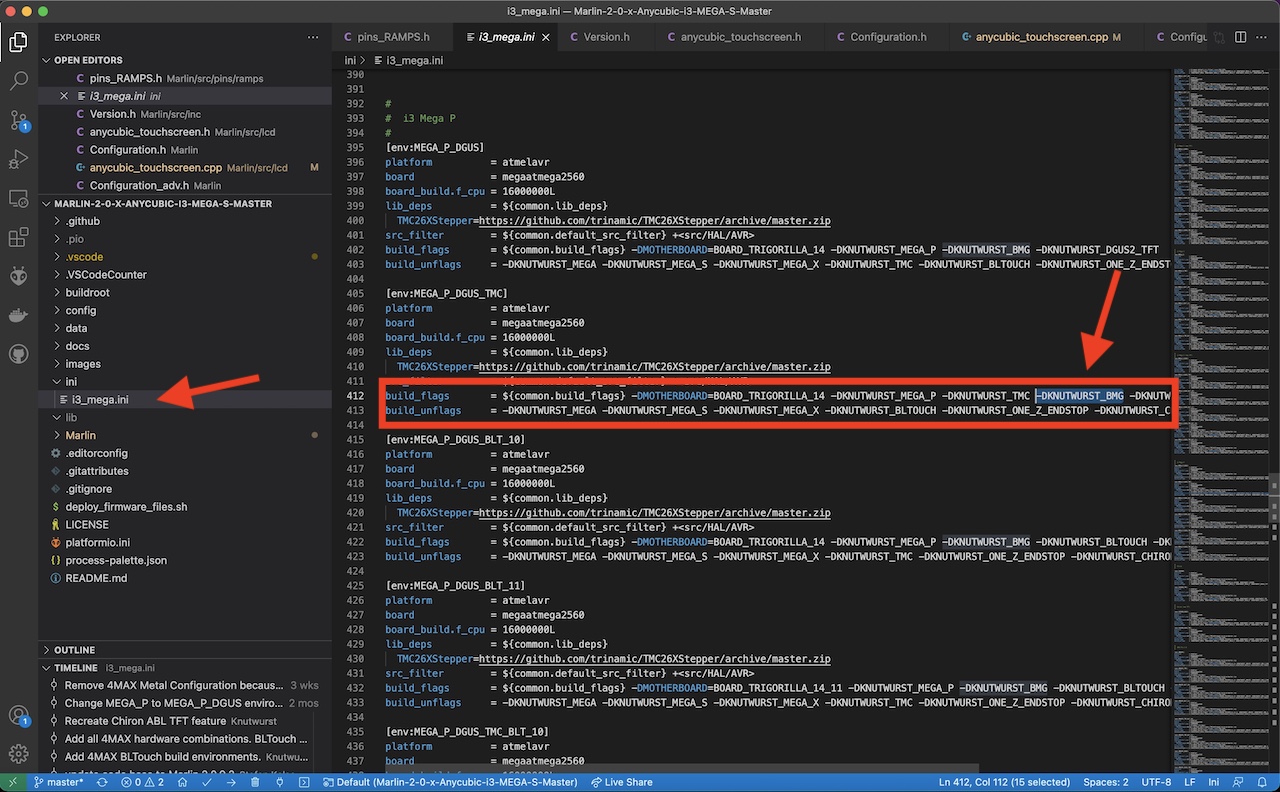 i3_mega.ini — Marlin-2-0-x-Anycubic-i3-MEGA-S-Master
EXPLORER
OPEN EDITORS
pins_RAMPS.h Marlin/src/pins/ramps
i3_mega.ini ini
Version.h Marlin/src/inc
anycubic_touchscreen.h Marlin/src/lcd
Configuration.h Marlin
anycubic_touchscreen.cpp Marlin/src/lcd M
Configuration_adv.h Marlin
MARLIN-2-0-X-ANYCUBIC-I3-MEGA-S-MASTER
.github
.pio
.vscode
.VSCodeCounter
buildroot
config
data
docs
images
ini
i3_mega.ini
lib
Marlin
.editorconfig
.gitattributes
.gitignore
deploy_firmware_files.sh
LICENSE
platformio.ini
process-palette.json
README.md
OUTLINE
TIMELINE i3_mega.ini
Remove 4MAX Metal Configuration becaus... 3 wks
Change MEGA_P to MEGA_P_DGUS enviro... 2 mos
Recreate Chiron ABL TFT feature Knutwurst
Add all 4MAX hardware combinations. BLTouch ...
Add 4MAX BLTouch build environments. Knutwu...
pins_RAMPS.h i3_mega.ini Version.h anycubic_touchscreen.h Configuration.h anycubic_touchscreen.cpp M Configu
ini > i3_mega.ini
390
391
392 #
393 # i3 Mega P
394 #
395 [env:MEGA_P_DGUS]
396 platform = atmelavr
397 board = megaatmega2560
398 board_build.f_cpu = 16000000L
399 lib_deps = ${common.lib_deps}
400 TMC26XStepper=https://github.com/trinamic/TMC26XStepper/archive/master.zip
401 src_filter = ${common.default_src_filter} +<src/HAL/AVR>
402 build_flags = ${common.build_flags} -DMOTHERBOARD=BOARD_TRIGORILLA_14 -DKNUTWURST_MEGA_P -DKNUTWURST_BMG -DKNUTWURST_DGUS2_TFT
403 build_unflags = -DKNUTWURST_MEGA -DKNUTWURST_MEGA_S -DKNUTWURST_MEGA_X -DKNUTWURST_TMC -DKNUTWURST_BLTOUCH -DKNUTWURST_ONE_Z_ENDST
404
405 [env:MEGA_P_DGUS_TMC]
406 platform = atmelavr
407 board = megaatmega2560
408 board_build.f_cpu = 16000000L
409 lib_deps = ${common.lib_deps}
410 TMC26XStepper=https://github.com/trinamic/TMC26XStepper/archive/master.zip
411
412 build_flags = ${common.build_flags} -DMOTHERBOARD=BOARD_TRIGORILLA_14 -DKNUTWURST_MEGA_P -DKNUTWURST_TMC -DKNUTWURST_BMG -DKNUTW
413 build_unflags = -DKNUTWURST_MEGA -DKNUTWURST_MEGA_S -DKNUTWURST_MEGA_X -DKNUTWURST_BLTOUCH -DKNUTWURST_ONE_Z_ENDSTOP -DKNUTWURST_C
414
415 [env:MEGA_P_DGUS_BLT_10]
416 platform = atmelavr
417 board = megaatmega2560
418 board_build.f_cpu = 16000000L
419 lib_deps = ${common.lib_deps}
420 TMC26XStepper=https://github.com/trinamic/TMC26XStepper/archive/master.zip
421 src_filter = ${common.default_src_filter} +<src/HAL/AVR>
422 build_flags = ${common.build_flags} -DMOTHERBOARD=BOARD_TRIGORILLA_14 -DKNUTWURST_MEGA_P -DKNUTWURST_BMG -DKNUTWURST_BLTOUCH -DK
423 build_unflags = -DKNUTWURST_MEGA -DKNUTWURST_MEGA_S -DKNUTWURST_MEGA_X -DKNUTWURST_TMC -DKNUTWURST_ONE_Z_ENDSTOP -DKNUTWURST_CHIRO
424
425 [env:MEGA_P_DGUS_BLT_11]
426 platform = atmelavr
427 board = megaatmega2560
428 board_build.f_cpu = 16000000L
429 lib_deps = ${common.lib_deps}
430 TMC26XStepper=https://github.com/trinamic/TMC26XStepper/archive/master.zip
431 src_filter = ${common.default_src_filter} +<src/HAL/AVR>
432 build_flags = ${common.build_flags} -DMOTHERBOARD=BOARD_TRIGORILLA_14_11 -DKNUTWURST_MEGA_P -DKNUTWURST_BMG -DKNUTWURST_BLTOUCH
433 build_unflags = -DKNUTWURST_MEGA -DKNUTWURST_MEGA_S -DKNUTWURST_MEGA_X -DKNUTWURST_TMC -DKNUTWURST_ONE_Z_ENDSTOP -DKNUTWURST_CHIRO
434
435 [env:MEGA_P_DGUS_TMC_BLT_10]
436 platform = atmelavr
437 board = megaatmega2560
438
master* 0 2 Default (Marlin-2-0-x-Anycubic-i3-MEGA-S-Master) Live Share Ln 412, Col 112 (15 selected) Spaces: 2 UTF-8 LF Ini